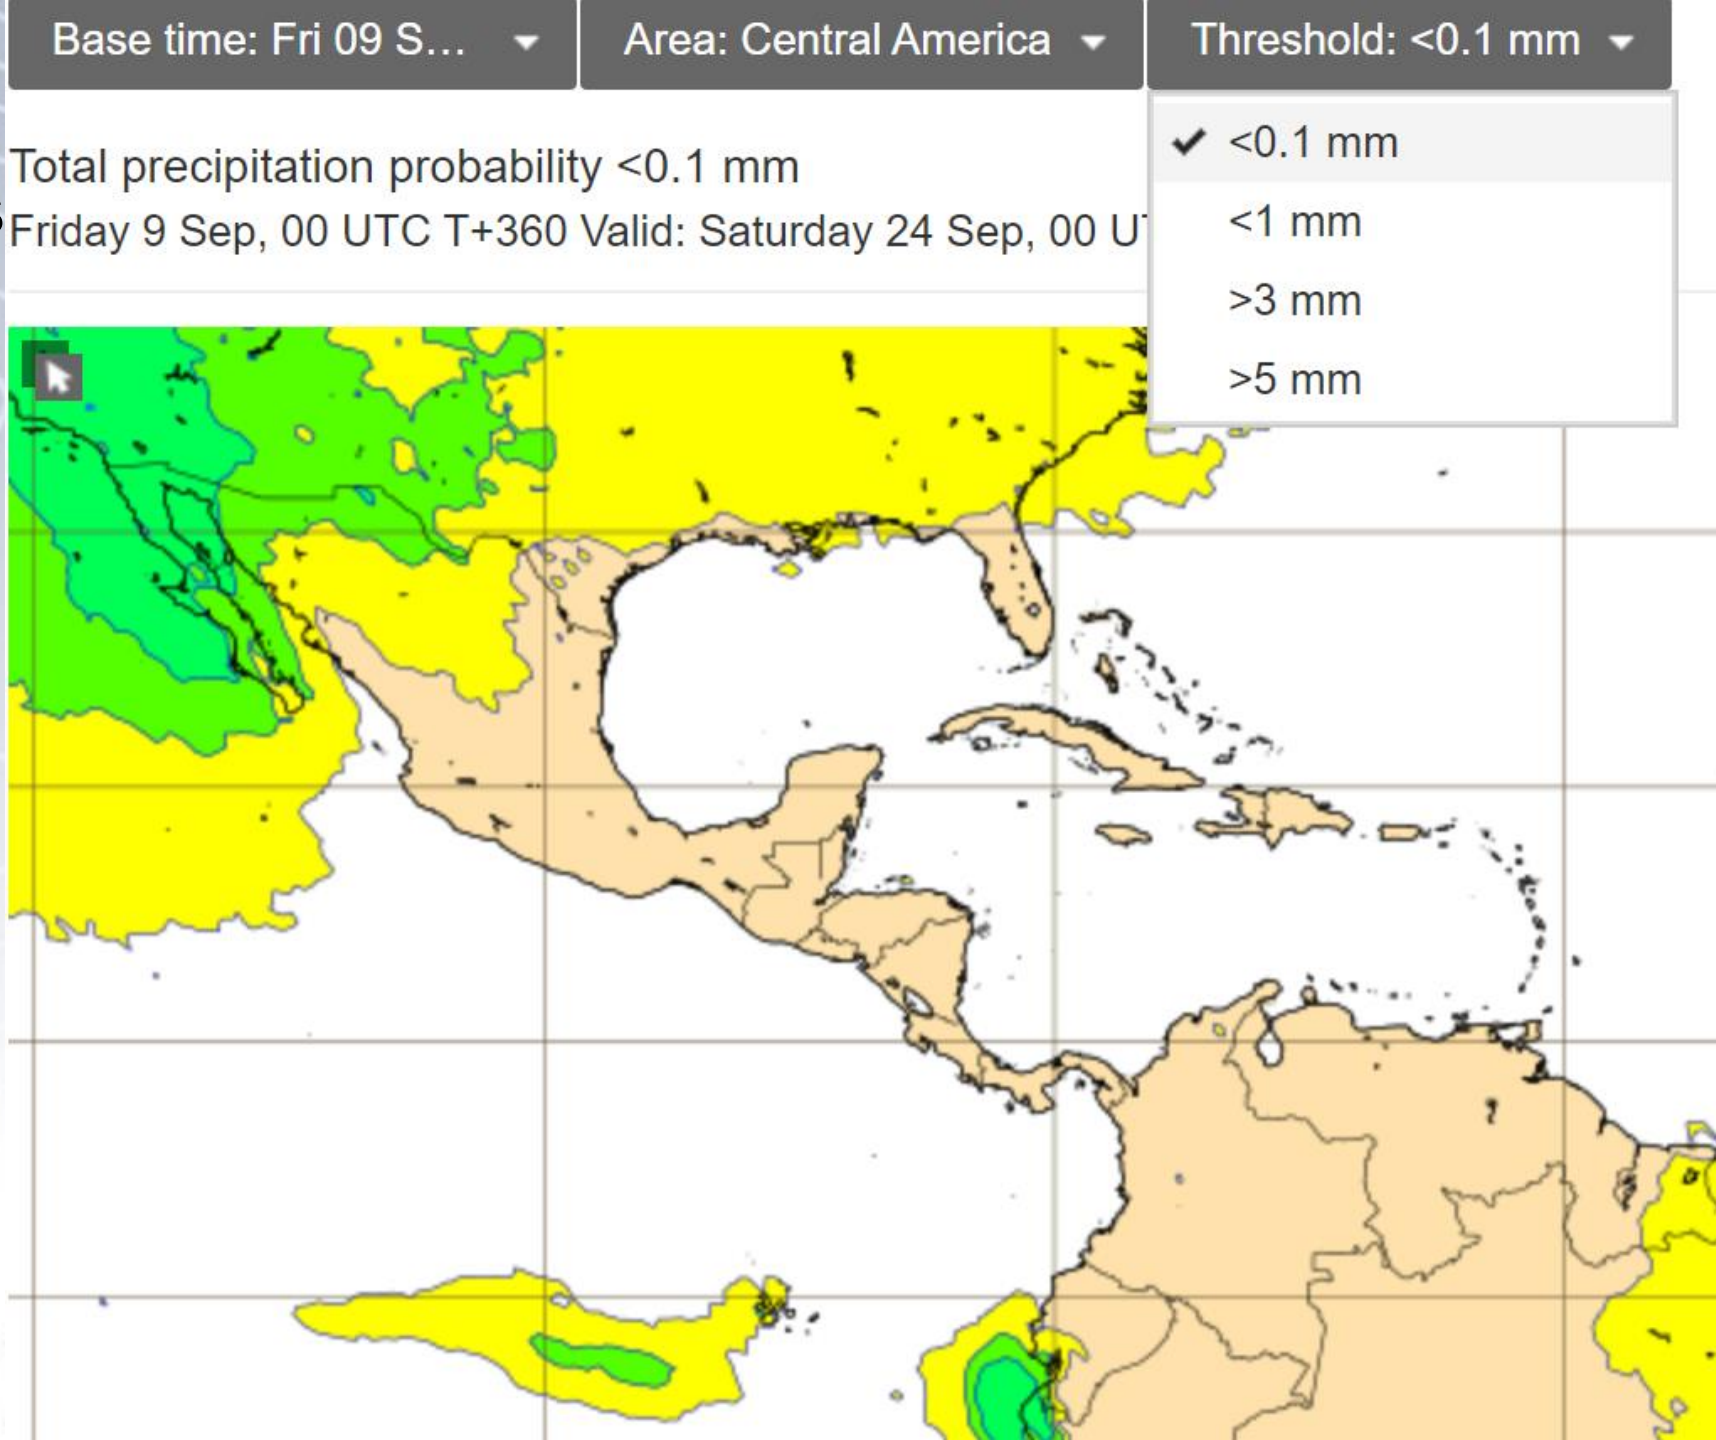 Base time: Fri 09 S...
Area: Central America
Threshold: <0.1 mm
<0.1 mm
<1 mm
>3 mm
>5 mm
Total precipitation probability <0.1 mm
Friday 9 Sep, 00 UTC T+360 Valid: Saturday 24 Sep, 00